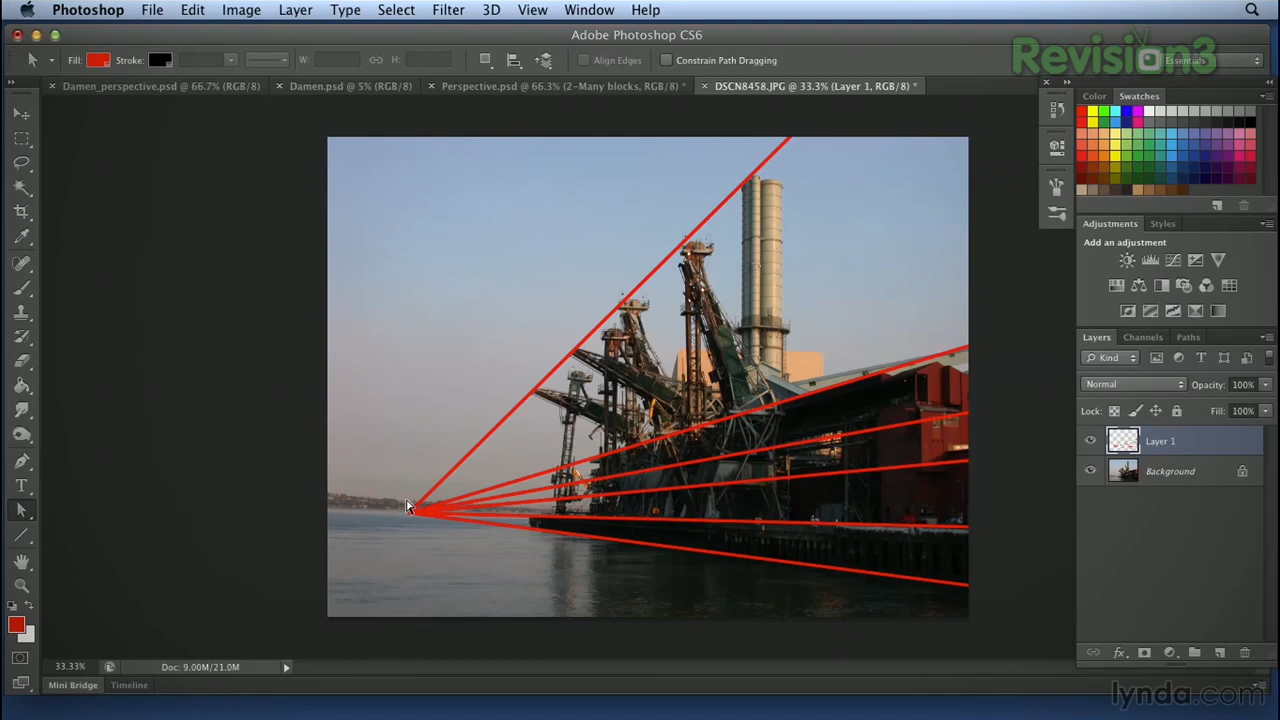 Photoshop File Edit Image Layer Type Select Filter 3D View Window Help
Adobe Photoshop CS6
Revision3
TV
Fill: Stroke: W: H: Align Edges Constrain Path Dragging Essentials
Damen_perspective.psd @ 66.7% (RGB/8) Damen.psd @ 5% (RGB/8) Perspective.psd @ 66.3% (2-Many blocks, RGB/8) * DSCN8458.JPG @ 33.3% (Layer 1, RGB/8) *
Color Swatches
Adjustments Styles
Add an adjustment
Layers Channels Paths
Kind
Normal Opacity: 100%
Lock: Fill: 100%
Layer 1
Background
33.33% Doc: 9.00M/21.0M
Mini Bridge Timeline
lynda.com